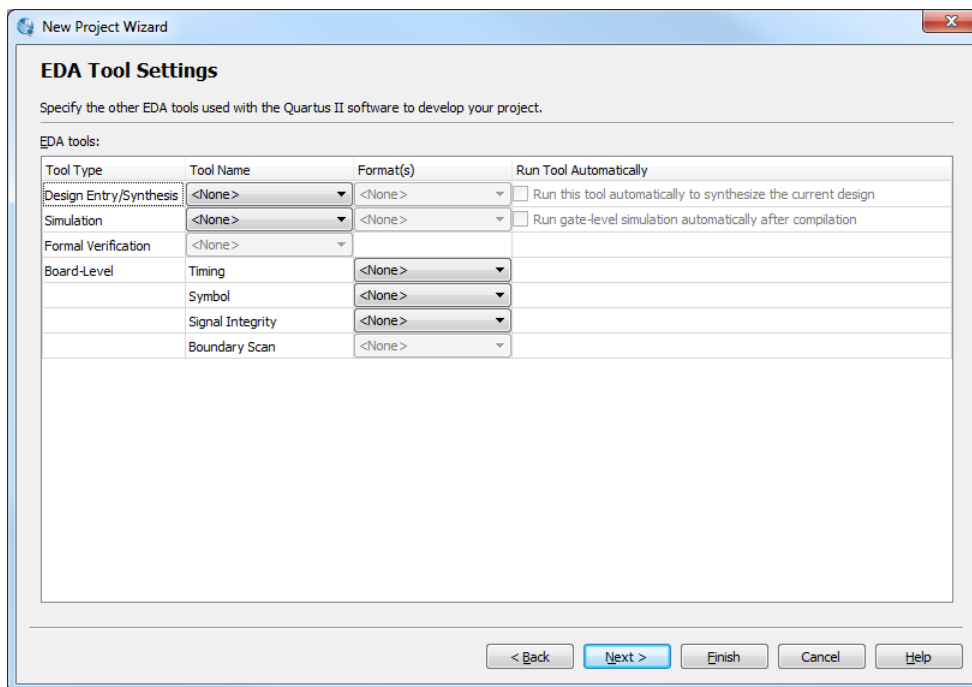 New Project Wizard
EDA Tool Settings
Specify the other EDA tools used with the Quartus II software to develop your project.
EDA tools:
Tool Type Tool Name Format(s) Run Tool Automatically
Design Entry/Synthesis <None> <None> Run this tool automatically to synthesize the current design
Simulation <None> <None> Run gate-level simulation automatically after compilation
Formal Verification <None>
Board-Level Timing <None>
Symbol <None>
Signal Integrity <None>
Boundary Scan <None>
< Back Next > Finish Cancel Help